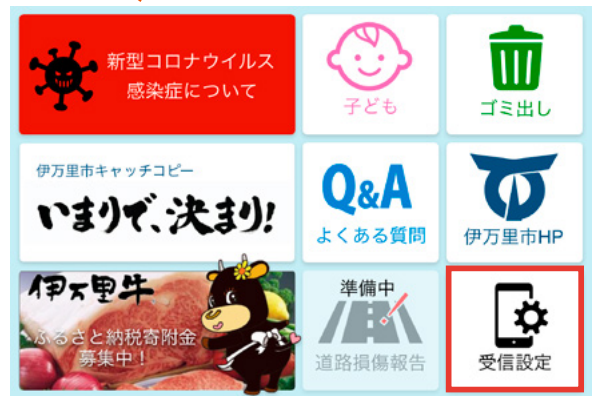 新型コロナウイルス
感染症について
子ども
ゴミ出し
伊万里市キャッチコピー
いまりで、決まり!
Q&A
よくある質問
伊万里市HP
伊万里牛
ふるさと納税寄附金
募集中！
準備中
道路損傷報告
受信設定